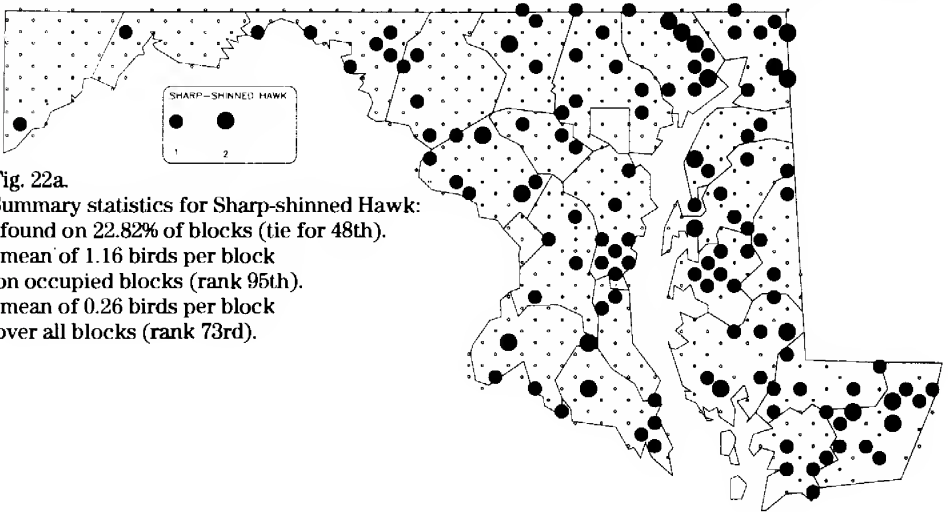 SHARP-SHINNED HAWK
1 2
Fig. 22a.
Summary statistics for Sharp-shinned Hawk:
found on 22.82% of blocks (tie for 48th).
mean of 1.16 birds per block
on occupied blocks (rank 95th).
mean of 0.26 birds per block
over all blocks (rank 73rd).